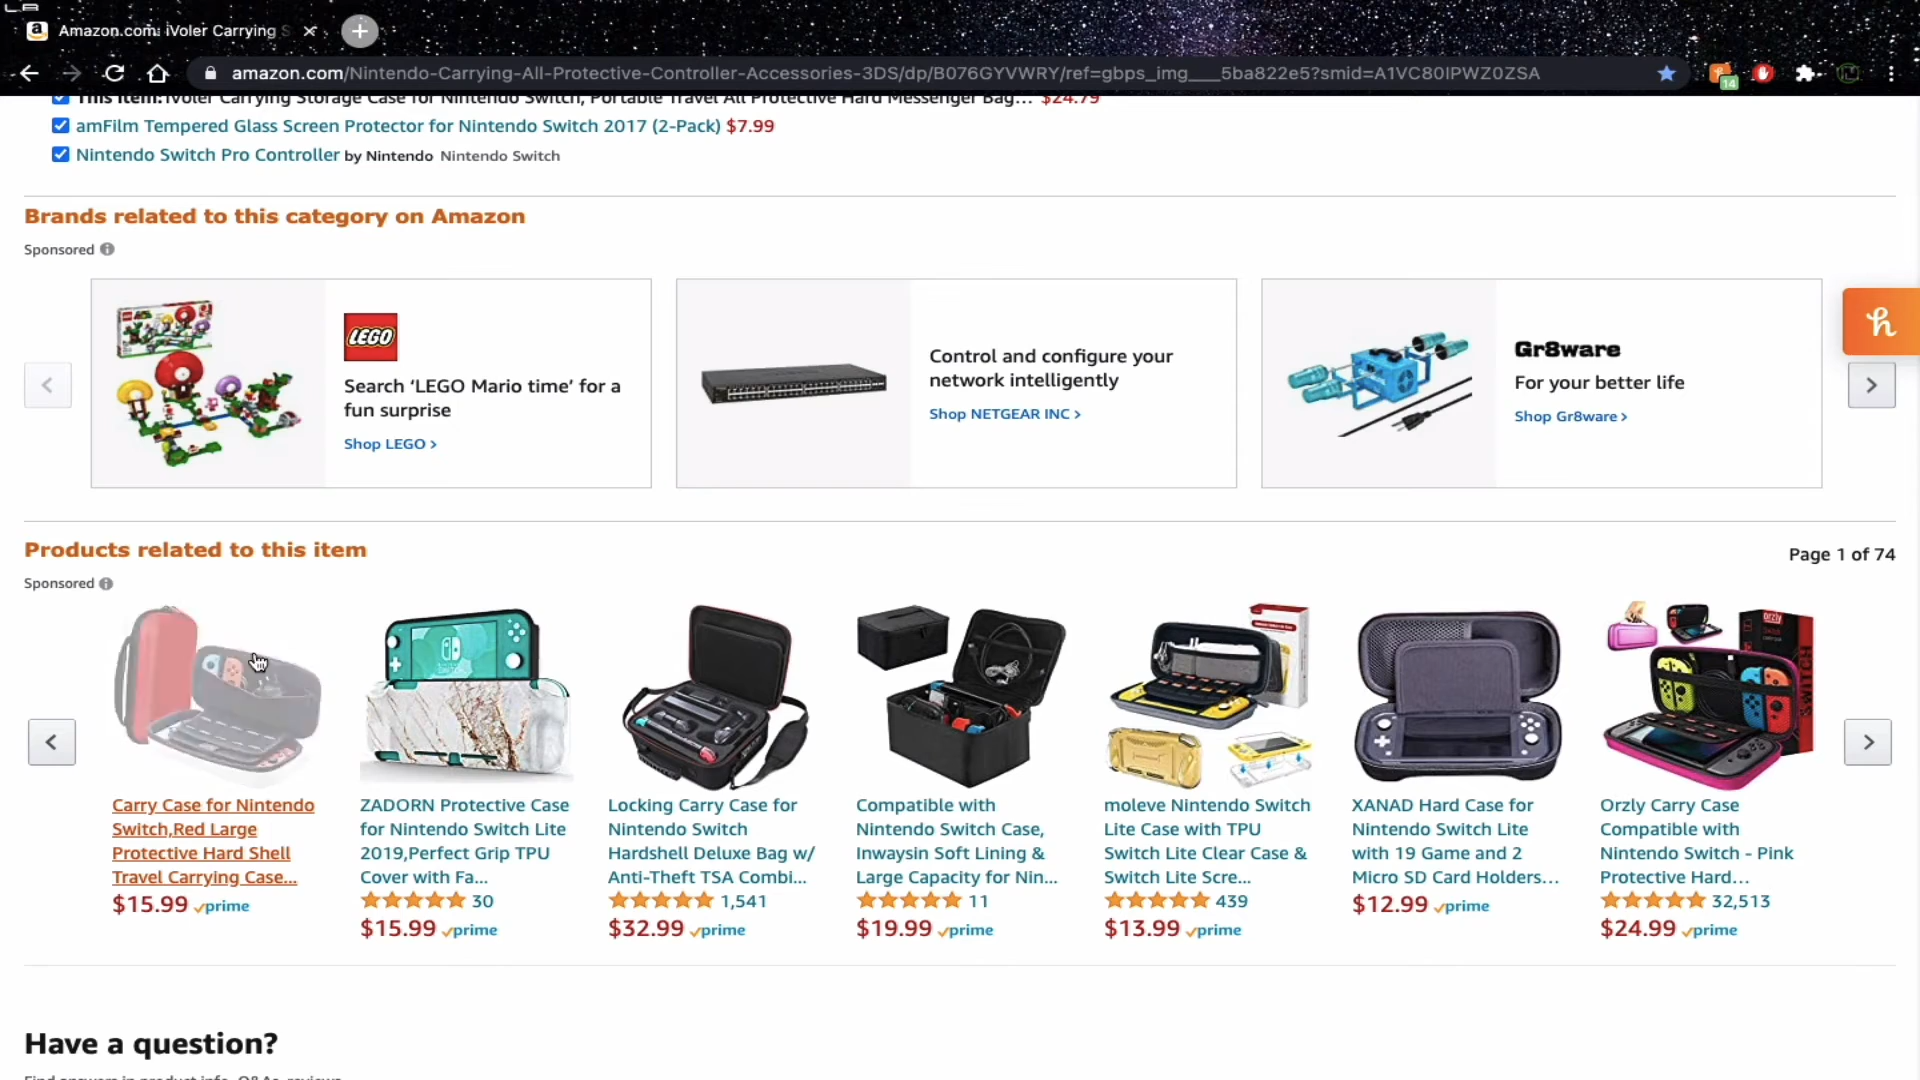 Amazon.com: iVoler Carrying S
amazon.com/Nintendo-Carrying-All-Protective-Controller-Accessories-3DS/dp/B076GYVWRY/ref=gbps_img___5ba822e5?smid=A1VC80IPWZ0ZSA
14
This item: iVoler Carrying Storage Case for Nintendo Switch, Portable Travel All Protective Hard Messenger Bag… $24.79
amFilm Tempered Glass Screen Protector for Nintendo Switch 2017 (2-Pack) $7.99
Nintendo Switch Pro Controller by Nintendo Nintendo Switch
Brands related to this category on Amazon
Sponsored
LEGO
Search ‘LEGO Mario time’ for a
fun surprise
Shop LEGO >
Control and configure your
network intelligently
Shop NETGEAR INC >
Gr8ware
For your better life
Shop Gr8ware >
Products related to this item
Page 1 of 74
Sponsored
Carry Case for Nintendo
Switch,Red Large
Protective Hard Shell
Travel Carrying Case...
$15.99 prime
ZADORN Protective Case
for Nintendo Switch Lite
2019,Perfect Grip TPU
Cover with Fa...
30
$15.99 prime
Locking Carry Case for
Nintendo Switch
Hardshell Deluxe Bag w/
Anti-Theft TSA Combi...
1,541
$32.99 prime
Compatible with
Nintendo Switch Case,
Inwaysin Soft Lining &
Large Capacity for Nin...
11
$19.99 prime
moleve Nintendo Switch
Lite Case with TPU
Switch Lite Clear Case &
Switch Lite Scre...
439
$13.99 prime
XANAD Hard Case for
Nintendo Switch Lite
with 19 Game and 2
Micro SD Card Holders...
$12.99 prime
Orzly Carry Case
Compatible with
Nintendo Switch - Pink
Protective Hard...
32,513
$24.99 prime
Have a question?
Find answers in product info, Q&As, reviews